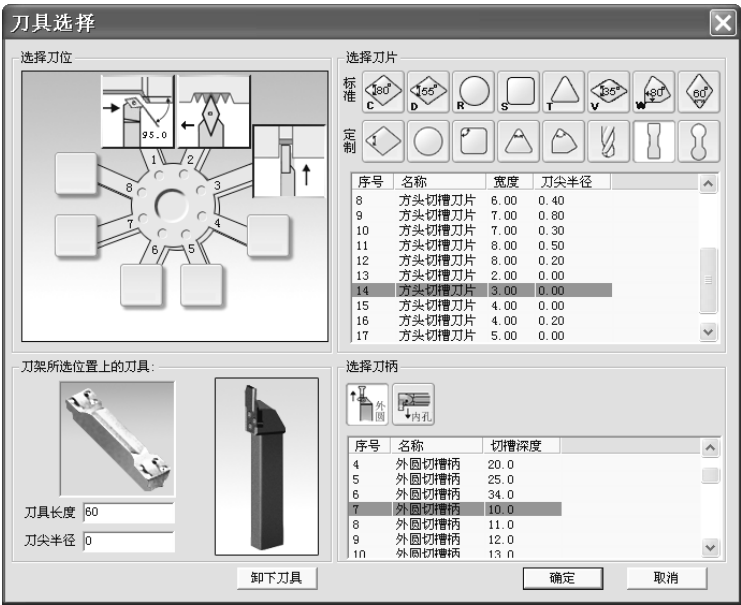 刀具选择
选择刀位
95.0
1
2
3
4
5
6
7
8
选择刀片
标准
80° C
55° D
R
S
T
35° V
80° W
60°
定制
序号 名称 宽度 刀尖半径
8 方头切槽刀片 6.00 0.40
9 方头切槽刀片 7.00 0.80
10 方头切槽刀片 7.00 0.30
11 方头切槽刀片 8.00 0.50
12 方头切槽刀片 8.00 0.20
13 方头切槽刀片 2.00 0.00
14 方头切槽刀片 3.00 0.00
15 方头切槽刀片 4.00 0.00
16 方头切槽刀片 4.00 0.20
17 方头切槽刀片 5.00 0.00
刀架所选位置上的刀具:
刀具长度 60
刀尖半径 0
卸下刀具
选择刀柄
外圆
内孔
序号 名称 切槽深度
4 外圆切槽柄 20.0
5 外圆切槽柄 25.0
6 外圆切槽柄 34.0
7 外圆切槽柄 10.0
8 外圆切槽柄 11.0
9 外圆切槽柄 12.0
10 外圆切槽柄 13.0
确定
取消